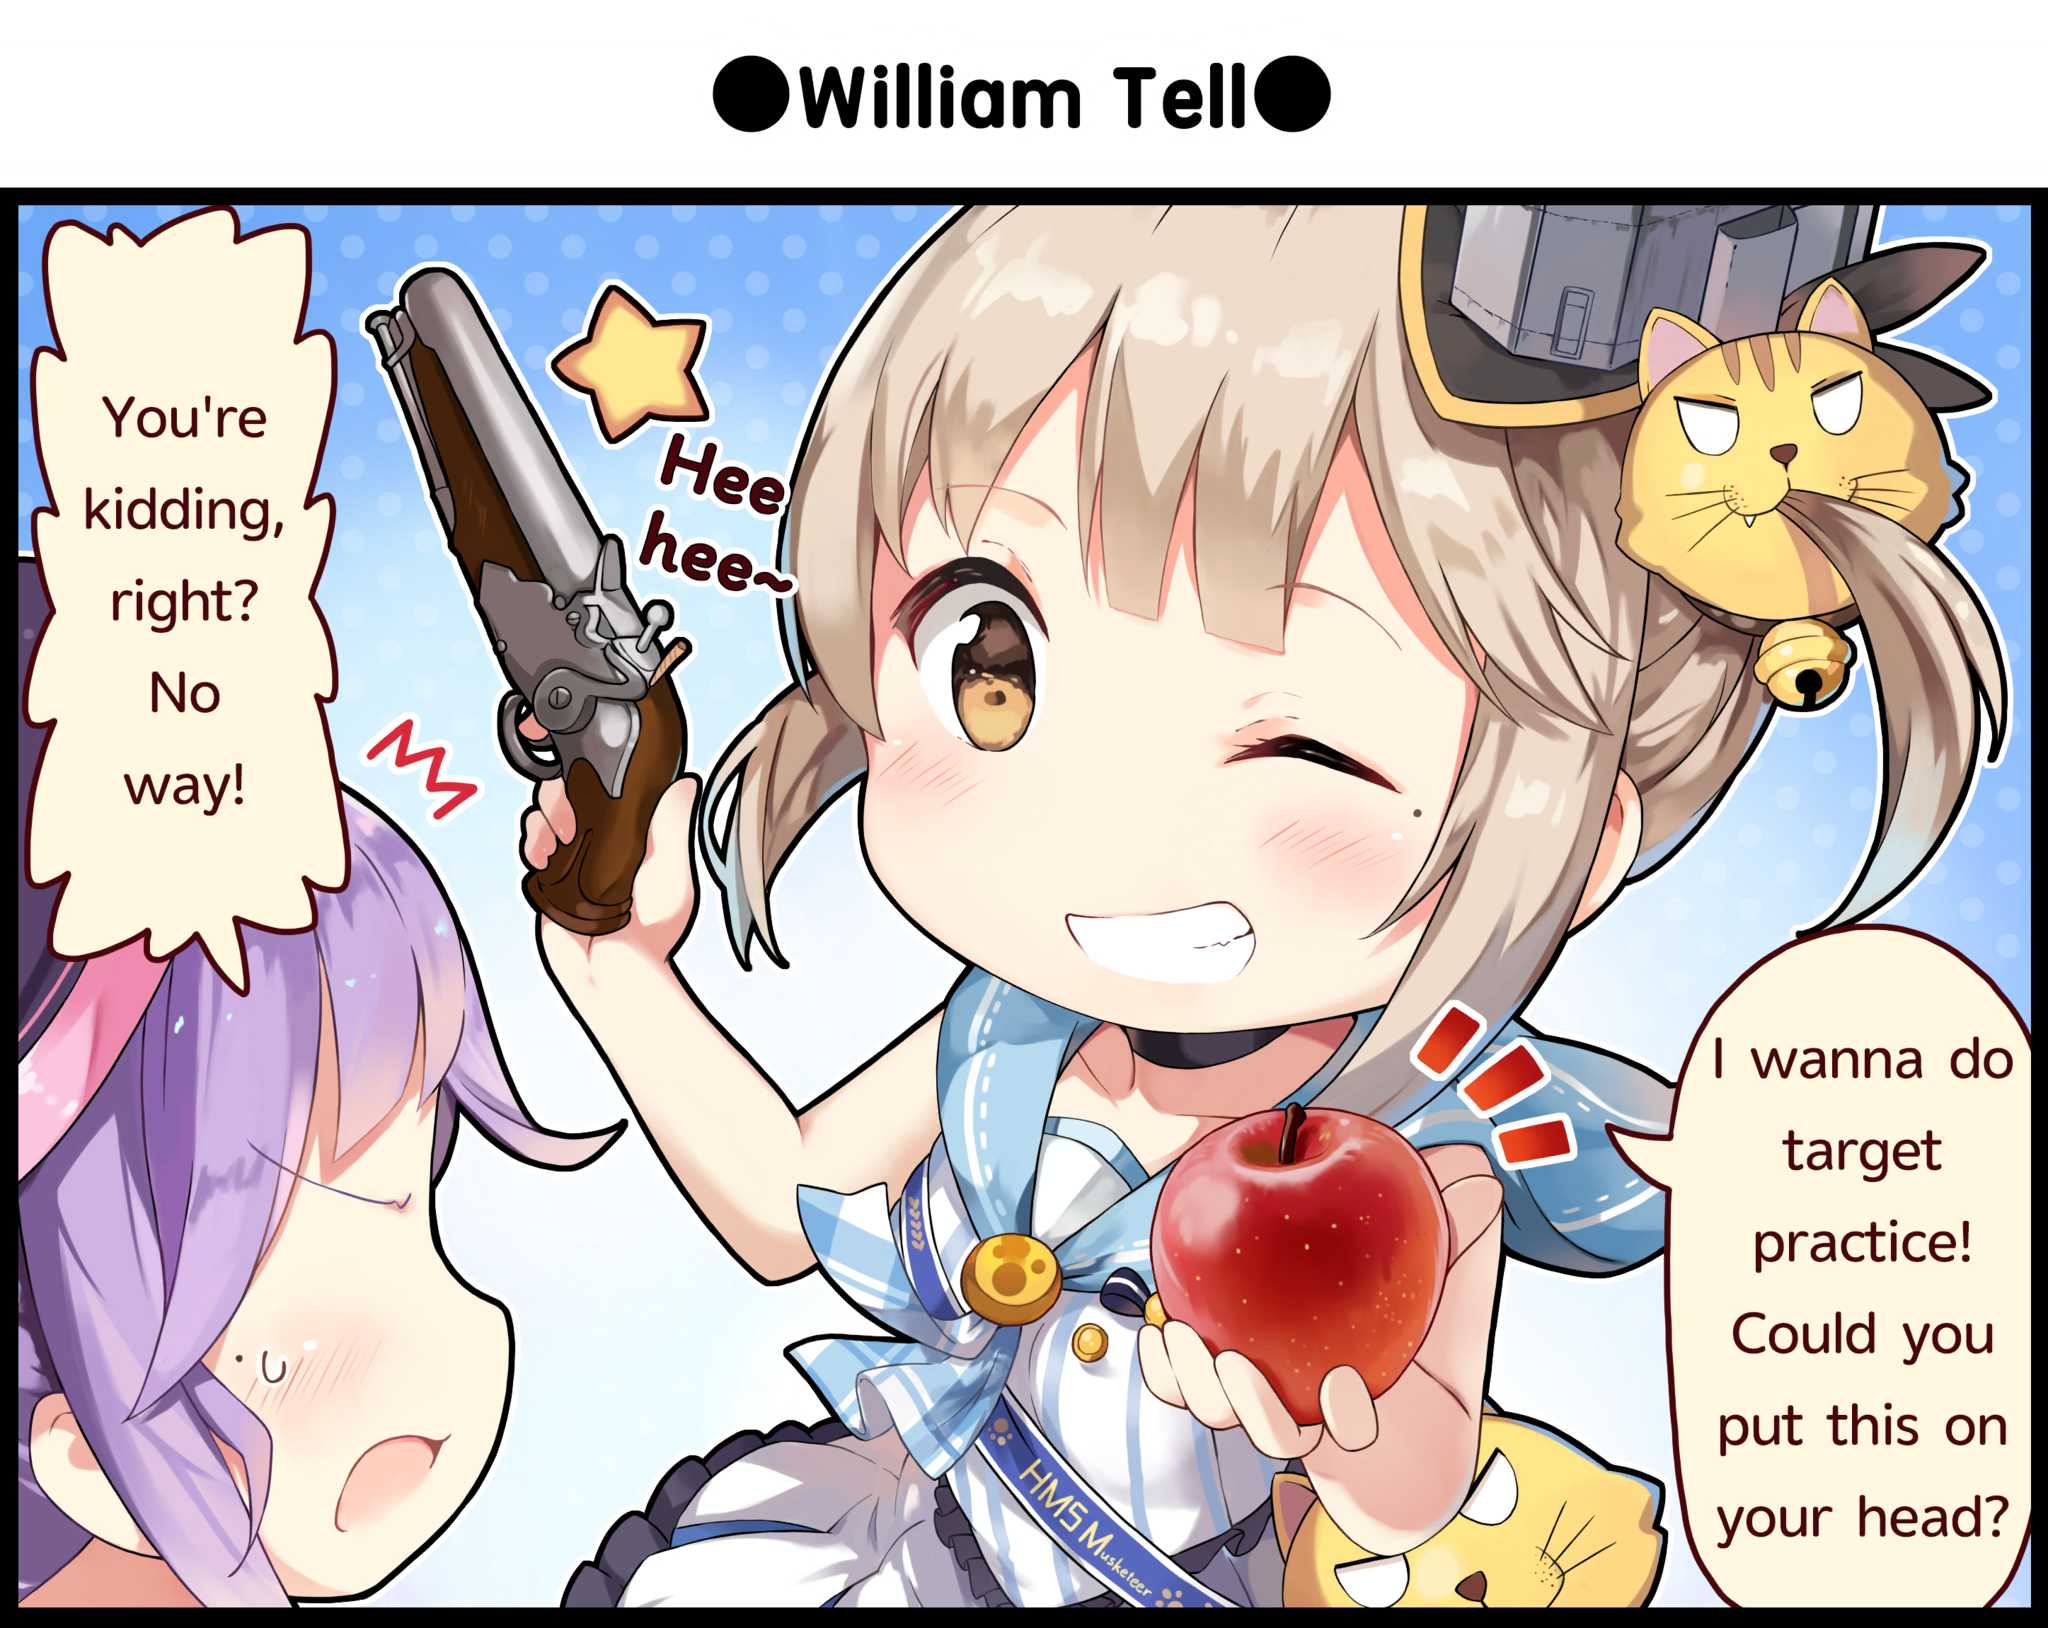 ●William Tell●
You're
kidding,
right?
No
way!
Hee
hee~
I wanna do
target
practice!
Could you
put this on
your head?
HMS Musketeer